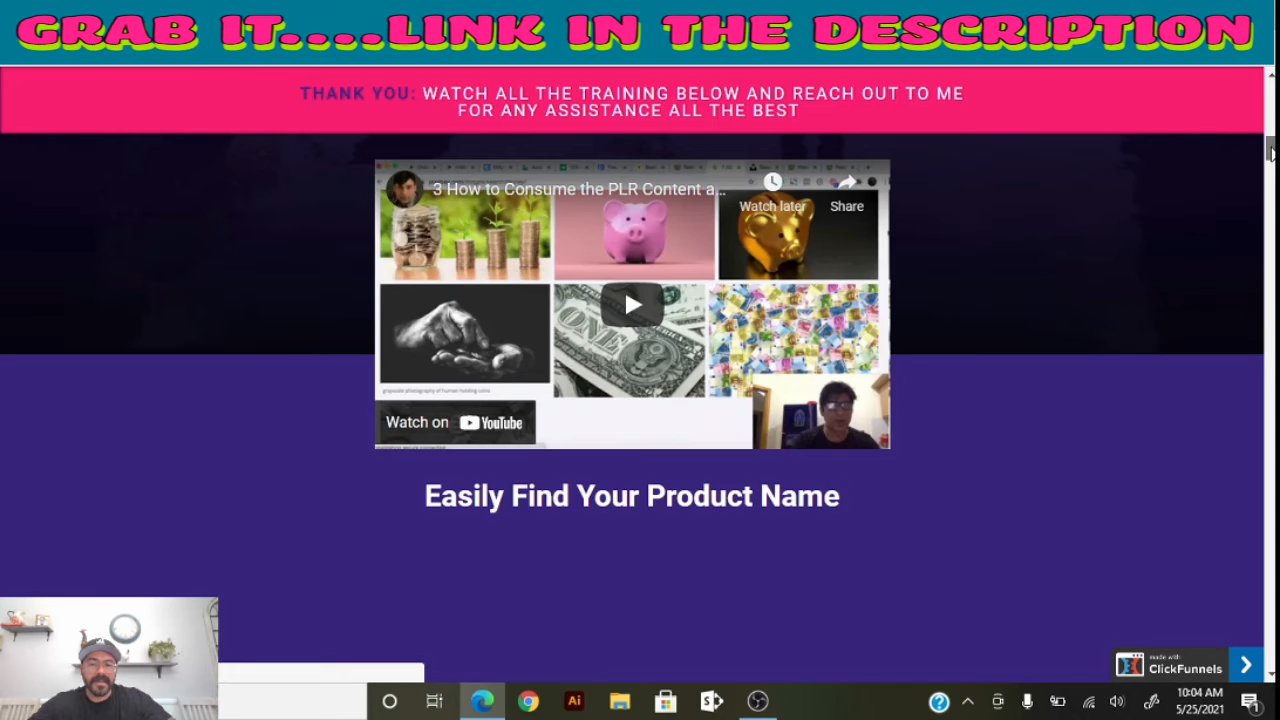 GRAB IT....LINK IN THE DESCRIPTION
THANK YOU: WATCH ALL THE TRAINING BELOW AND REACH OUT TO ME
FOR ANY ASSISTANCE ALL THE BEST
3 How to Consume the PLR Content a...
Watch later
Share
ONE
Watch on YouTube
Easily Find Your Product Name
made with
ClickFunnels
Ai
10:04 AM
5/25/2021